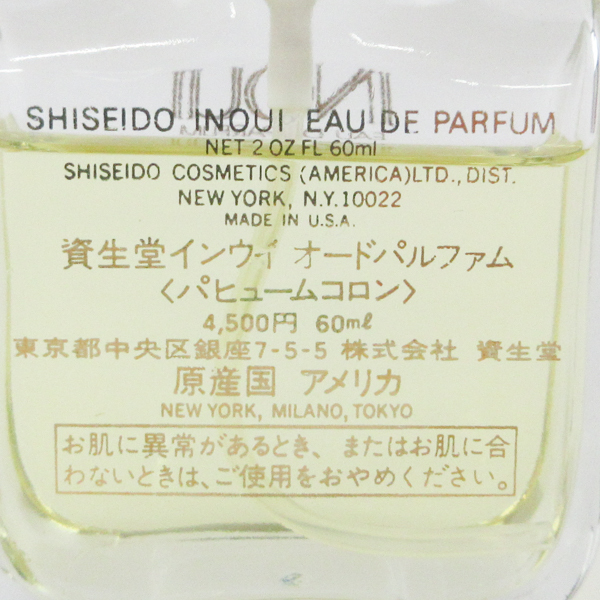 SHISEIDO INOUI EAU DE PARFUM
NET 2 OZ FL 60ml
SHISEIDO COSMETICS (AMERICA) LTD., DIST.
NEW YORK, N.Y. 10022
MADE IN U.S.A.
資生堂インウイ オードパルファム
〈パヒュームコロン〉
4,500円 60ml
東京都中央区銀座7-5-5 株式会社 資生堂
原産国 アメリカ
NEW YORK, MILANO, TOKYO
お肌に異常があるとき、またはお肌に合
わないときは、ご使用をおやめください。